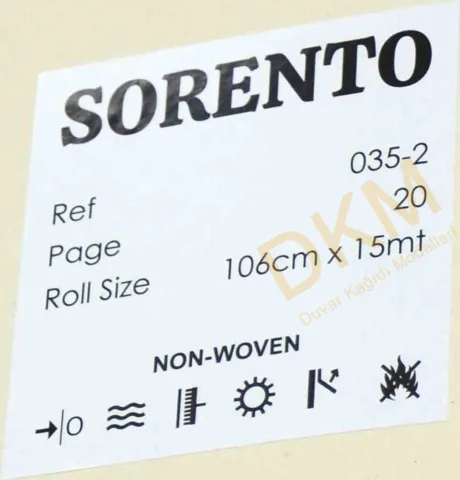 SORENTO
Ref 035-2
Page 20
Roll Size 106cm x 15mt
DKM
Duvar Kağıdı Modelleri
NON-WOVEN
→|0